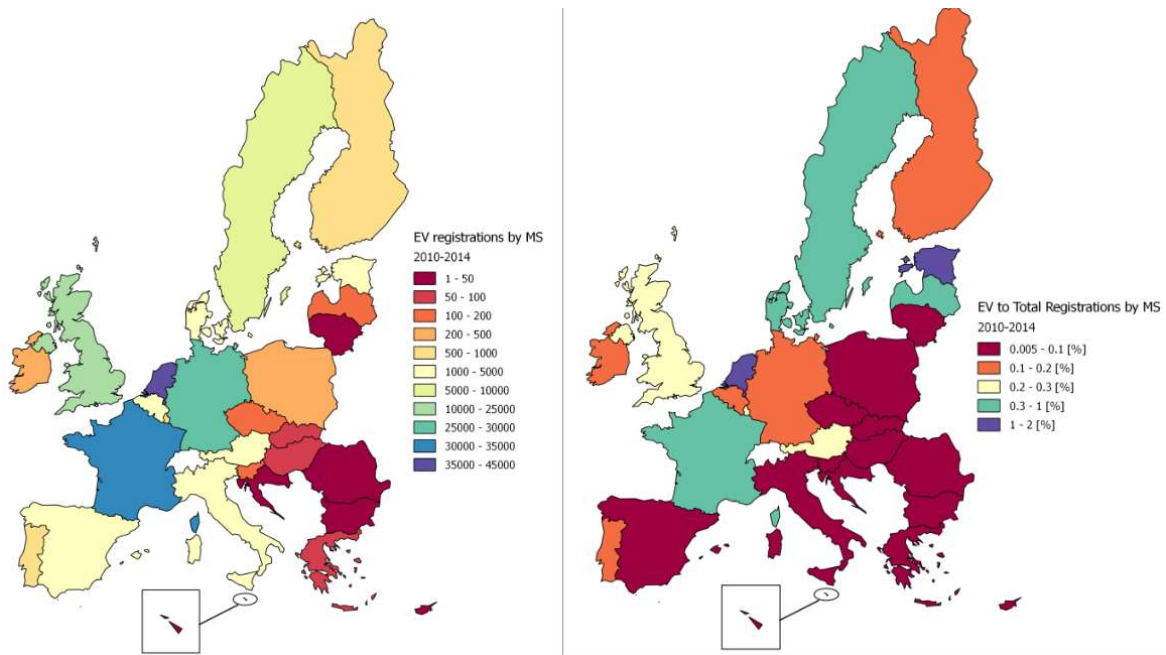 EV registrations by MS
2010-2014
1 - 50
50 - 100
100 - 200
200 - 500
500 - 1000
1000 - 5000
5000 - 10000
10000 - 25000
25000 - 30000
30000 - 35000
35000 - 45000
EV to Total Registrations by MS
2010-2014
0.005 - 0.1 [%]
0.1 - 0.2 [%]
0.2 - 0.3 [%]
0.3 - 1 [%]
1 - 2 [%]